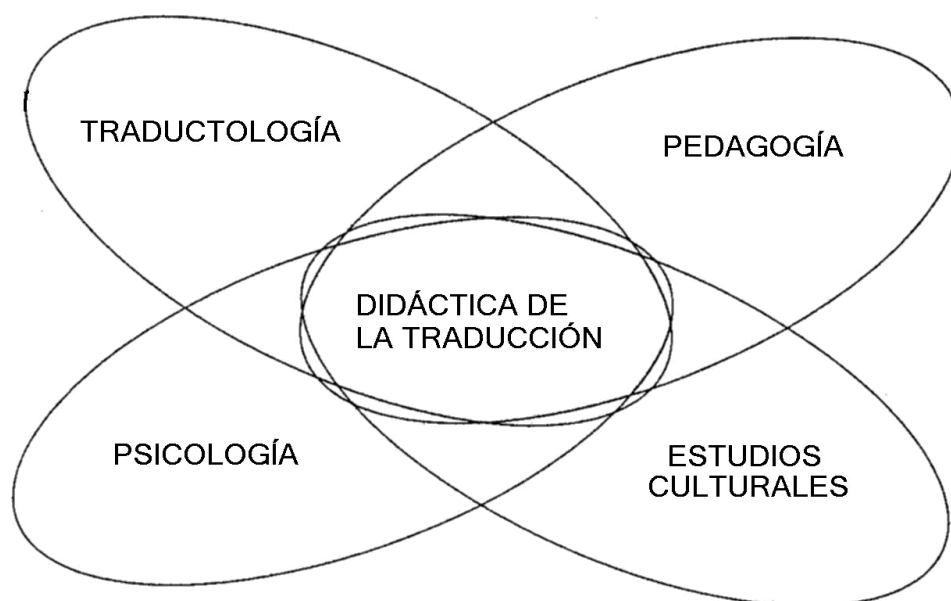 TRADUCTOLOGÍA
PEDAGOGÍA
DIDÁCTICA DE
LA TRADUCCIÓN
PSICOLOGÍA
ESTUDIOS
CULTURALES